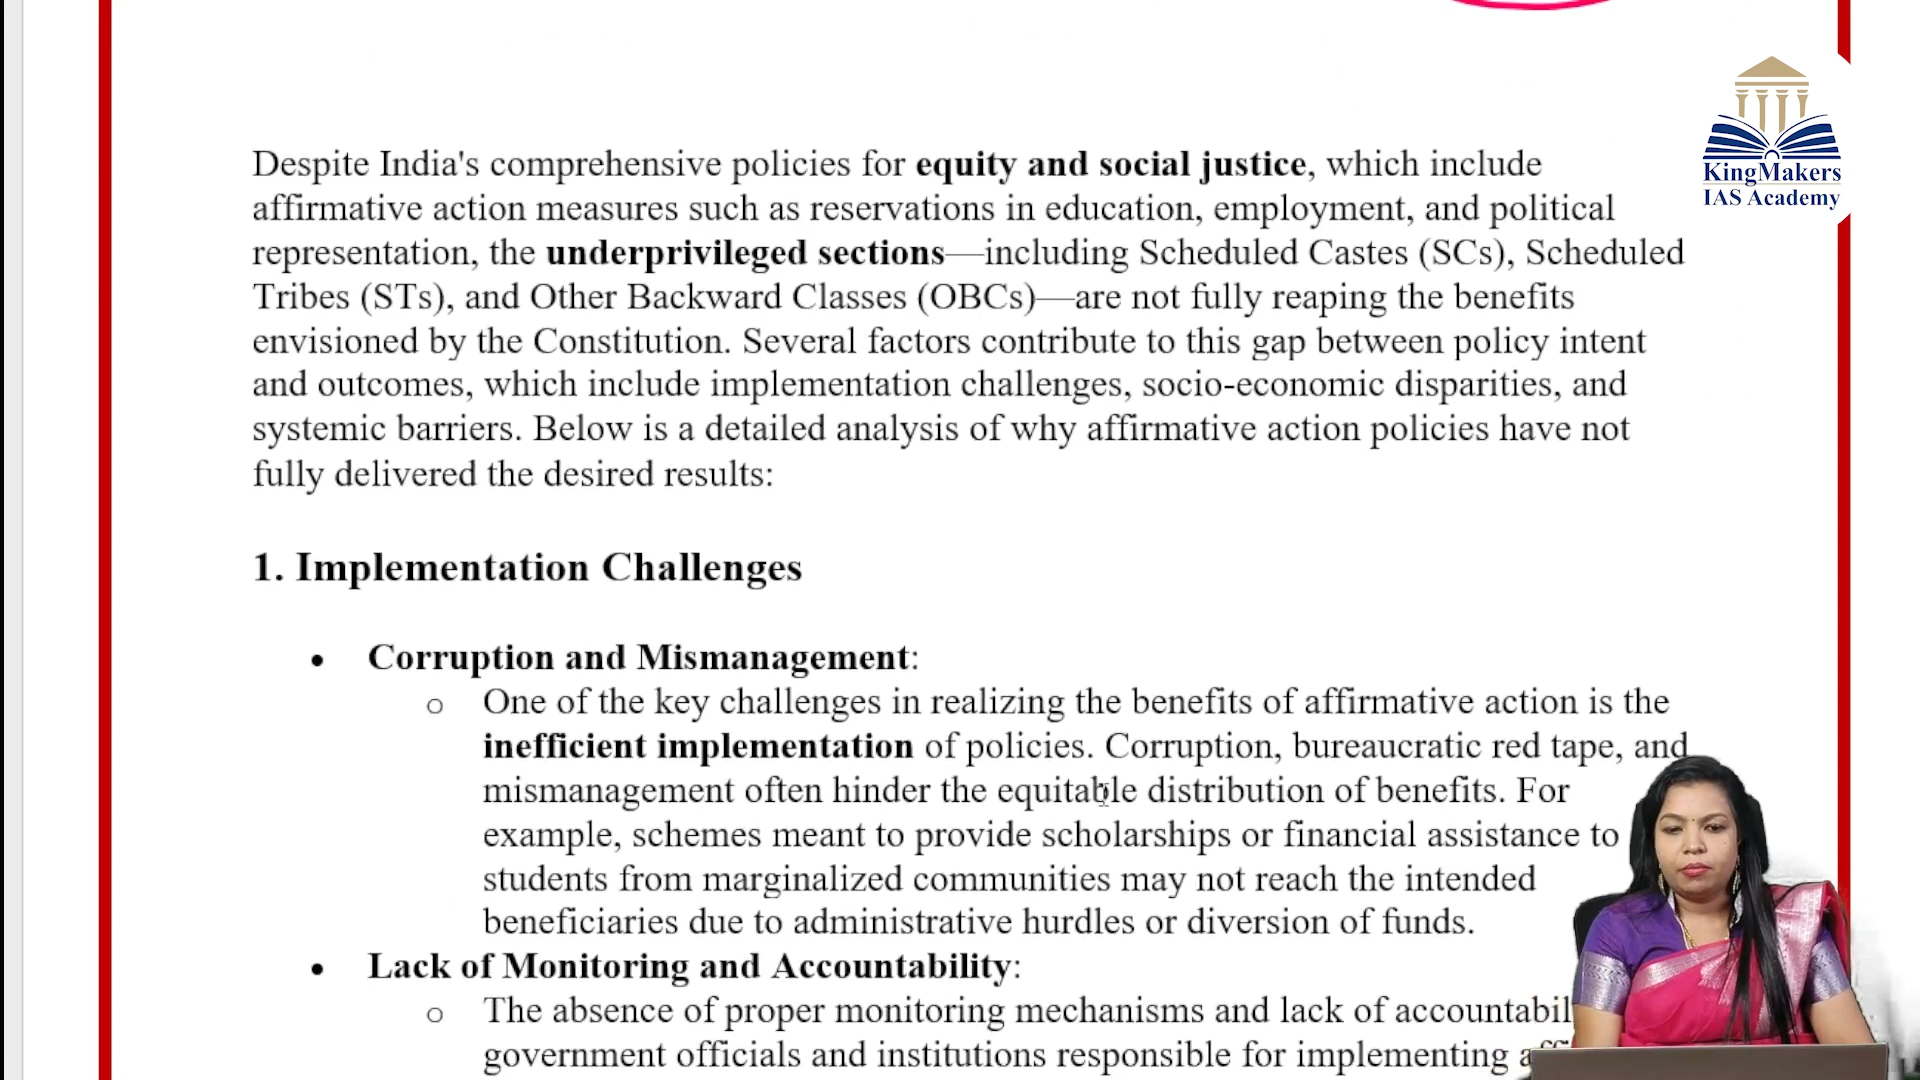 KingMakers
IAS Academy
Despite India's comprehensive policies for equity and social justice, which include
affirmative action measures such as reservations in education, employment, and political
representation, the underprivileged sections—including Scheduled Castes (SCs), Scheduled
Tribes (STs), and Other Backward Classes (OBCs)—are not fully reaping the benefits
envisioned by the Constitution. Several factors contribute to this gap between policy intent
and outcomes, which include implementation challenges, socio-economic disparities, and
systemic barriers. Below is a detailed analysis of why affirmative action policies have not
fully delivered the desired results:
1. Implementation Challenges
• Corruption and Mismanagement:
o One of the key challenges in realizing the benefits of affirmative action is the
inefficient implementation of policies. Corruption, bureaucratic red tape, and
mismanagement often hinder the equitable distribution of benefits. For
example, schemes meant to provide scholarships or financial assistance to
students from marginalized communities may not reach the intended
beneficiaries due to administrative hurdles or diversion of funds.
• Lack of Monitoring and Accountability:
o The absence of proper monitoring mechanisms and lack of
government officials and institutions responsible for implementing